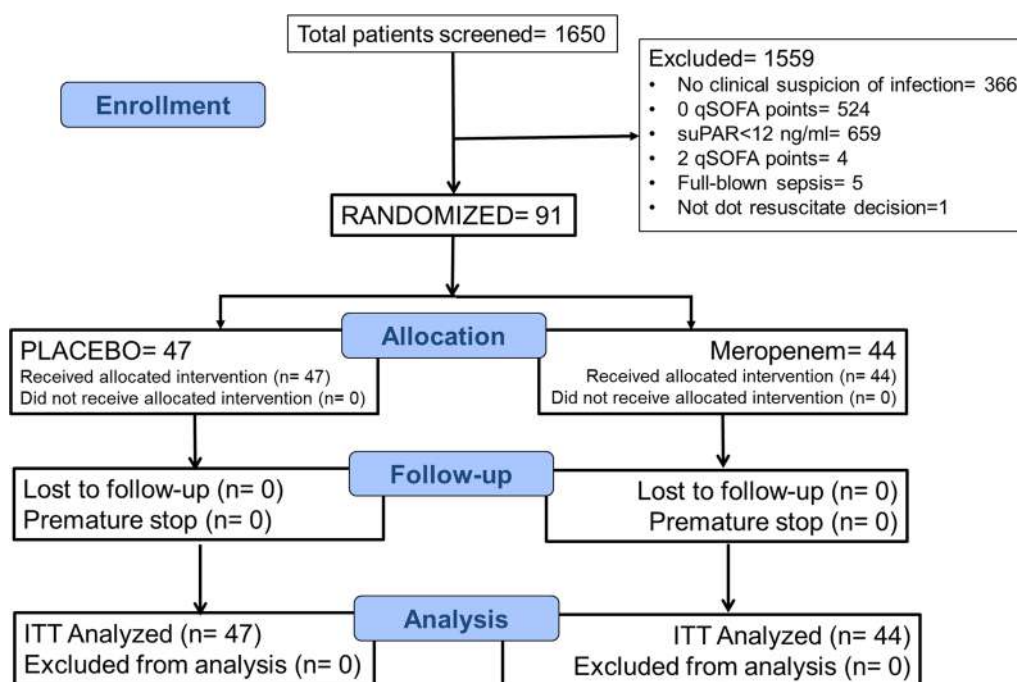 Total patients screened= 1650
Excluded= 1559
• No clinical suspicion of infection= 366
• 0 qSOFA points= 524
• suPAR<12 ng/ml= 659
• 2 qSOFA points= 4
• Full-blown sepsis= 5
• Not dot resuscitate decision=1
Enrollment
RANDOMIZED= 91
Allocation
PLACEBO= 47
Received allocated intervention (n= 47)
Did not receive allocated intervention (n= 0)
Meropenem= 44
Received allocated intervention (n= 44)
Did not receive allocated intervention (n= 0)
Follow-up
Lost to follow-up (n= 0)
Premature stop (n= 0)
Lost to follow-up (n= 0)
Premature stop (n= 0)
Analysis
ITT Analyzed (n= 47)
Excluded from analysis (n= 0)
ITT Analyzed (n= 44)
Excluded from analysis (n= 0)